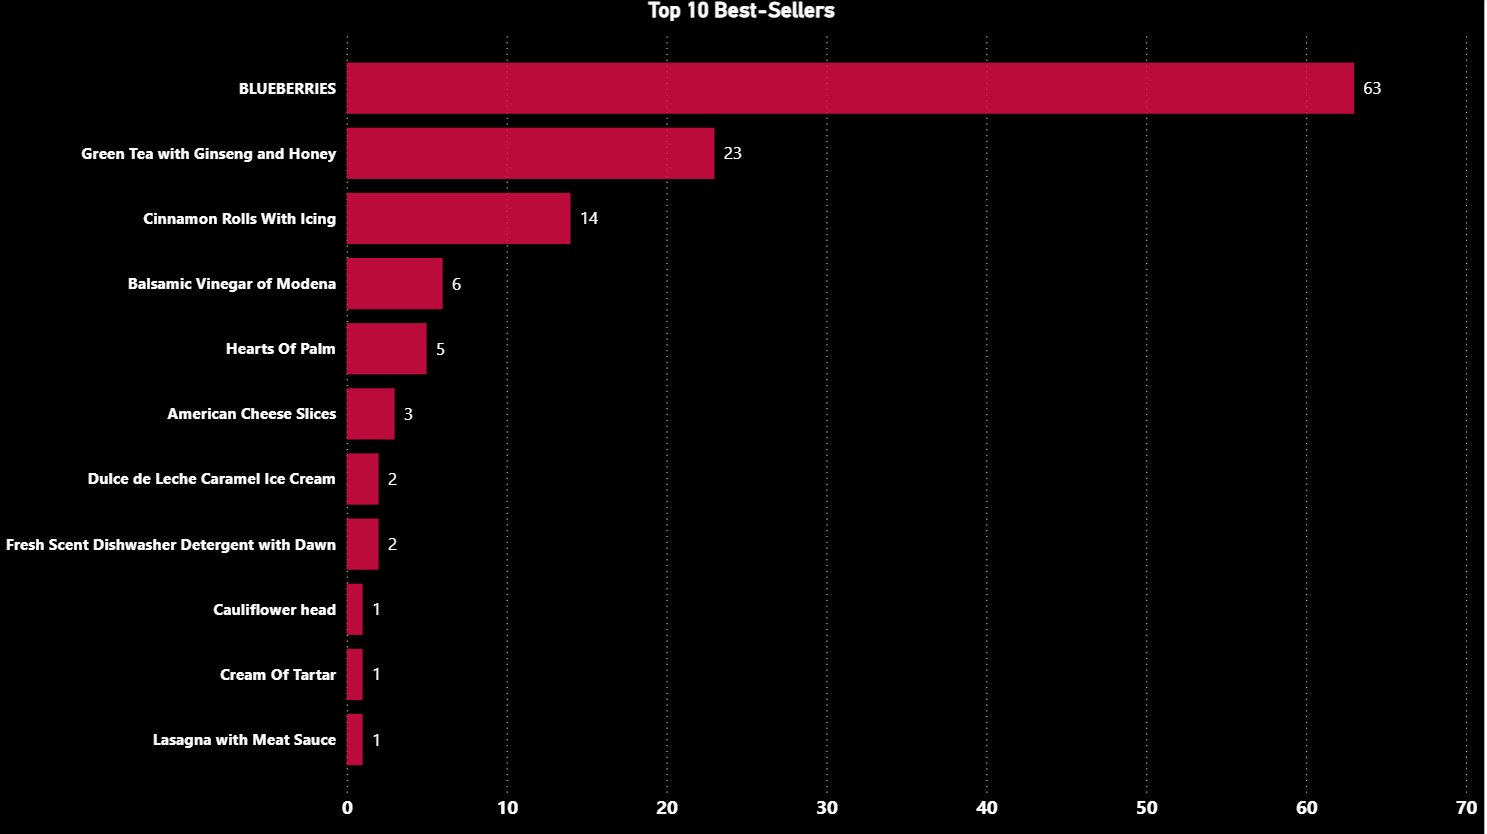 Top 10 Best-Sellers
BLUEBERRIES 63
Green Tea with Ginseng and Honey 23
Cinnamon Rolls With Icing 14
Balsamic Vinegar of Modena 6
Hearts Of Palm 5
American Cheese Slices 3
Dulce de Leche Caramel Ice Cream 2
Fresh Scent Dishwasher Detergent with Dawn 2
Cauliflower head 1
Cream Of Tartar 1
Lasagna with Meat Sauce 1
0 10 20 30 40 50 60 70